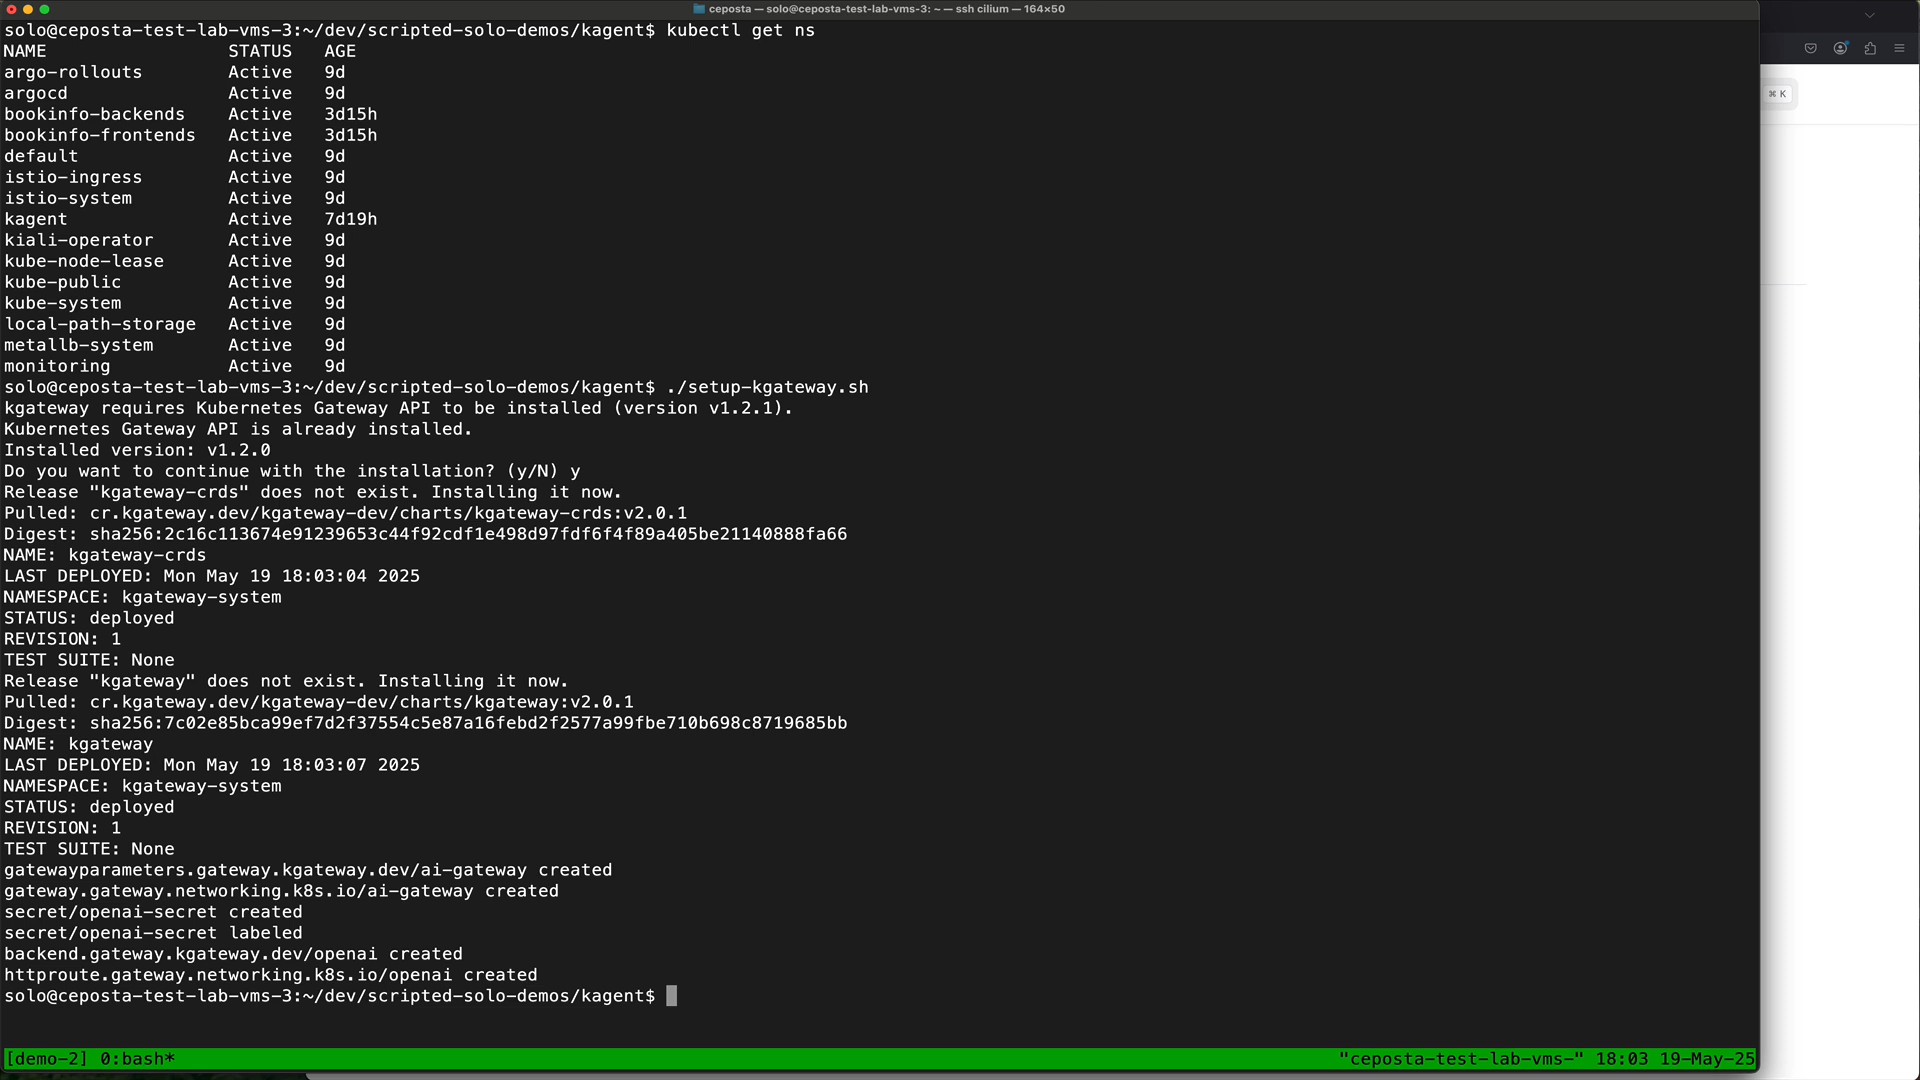 ceposta — solo@ceposta-test-lab-vms-3: ~ — ssh cilium — 164×50
solo@ceposta-test-lab-vms-3:~/dev/scripted-solo-demos/kagent$ kubectl get ns
NAME STATUS AGE
argo-rollouts Active 9d
argocd Active 9d
bookinfo-backends Active 3d15h
bookinfo-frontends Active 3d15h
default Active 9d
istio-ingress Active 9d
istio-system Active 9d
kagent Active 7d19h
kiali-operator Active 9d
kube-node-lease Active 9d
kube-public Active 9d
kube-system Active 9d
local-path-storage Active 9d
metallb-system Active 9d
monitoring Active 9d
solo@ceposta-test-lab-vms-3:~/dev/scripted-solo-demos/kagent$ ./setup-kgateway.sh
kgateway requires Kubernetes Gateway API to be installed (version v1.2.1).
Kubernetes Gateway API is already installed.
Installed version: v1.2.0
Do you want to continue with the installation? (y/N) y
Release "kgateway-crds" does not exist. Installing it now.
Pulled: cr.kgateway.dev/kgateway-dev/charts/kgateway-crds:v2.0.1
Digest: sha256:2c16c113674e91239653c44f92cdf1e498d97fdf6f4f89a405be21140888fa66
NAME: kgateway-crds
LAST DEPLOYED: Mon May 19 18:03:04 2025
NAMESPACE: kgateway-system
STATUS: deployed
REVISION: 1
TEST SUITE: None
Release "kgateway" does not exist. Installing it now.
Pulled: cr.kgateway.dev/kgateway-dev/charts/kgateway:v2.0.1
Digest: sha256:7c02e85bca99ef7d2f37554c5e87a16febd2f2577a99fbe710b698c8719685bb
NAME: kgateway
LAST DEPLOYED: Mon May 19 18:03:07 2025
NAMESPACE: kgateway-system
STATUS: deployed
REVISION: 1
TEST SUITE: None
gatewayparameters.gateway.kgateway.dev/ai-gateway created
gateway.gateway.networking.k8s.io/ai-gateway created
secret/openai-secret created
secret/openai-secret labeled
backend.gateway.kgateway.dev/openai created
httproute.gateway.networking.k8s.io/openai created
solo@ceposta-test-lab-vms-3:~/dev/scripted-solo-demos/kagent$
[demo-2] 0:bash* "ceposta-test-lab-vms-" 18:03 19-May-25
⌘ K